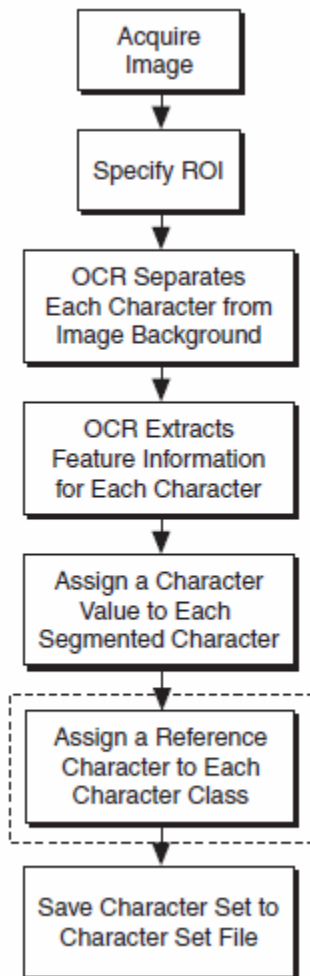 Acquire
Image
Specify ROI
OCR Separates
Each Character from
Image Background
OCR Extracts
Feature Information
for Each Character
Assign a Character
Value to Each
Segmented Character
Assign a Reference
Character to Each
Character Class
Save Character Set to
Character Set File